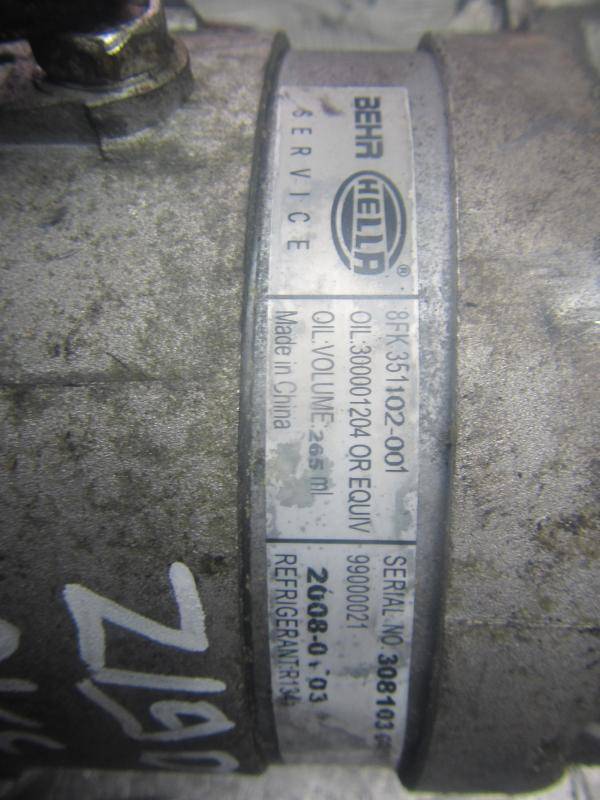 BEHR
HELLA®
SERVICE
8FK 351102-001
OIL:300001204 OR EQUIV
OIL:VOLUME: 265 ml
Made in China
SERIAL.NO. 308103
99000021
REFRIGERANT:R134